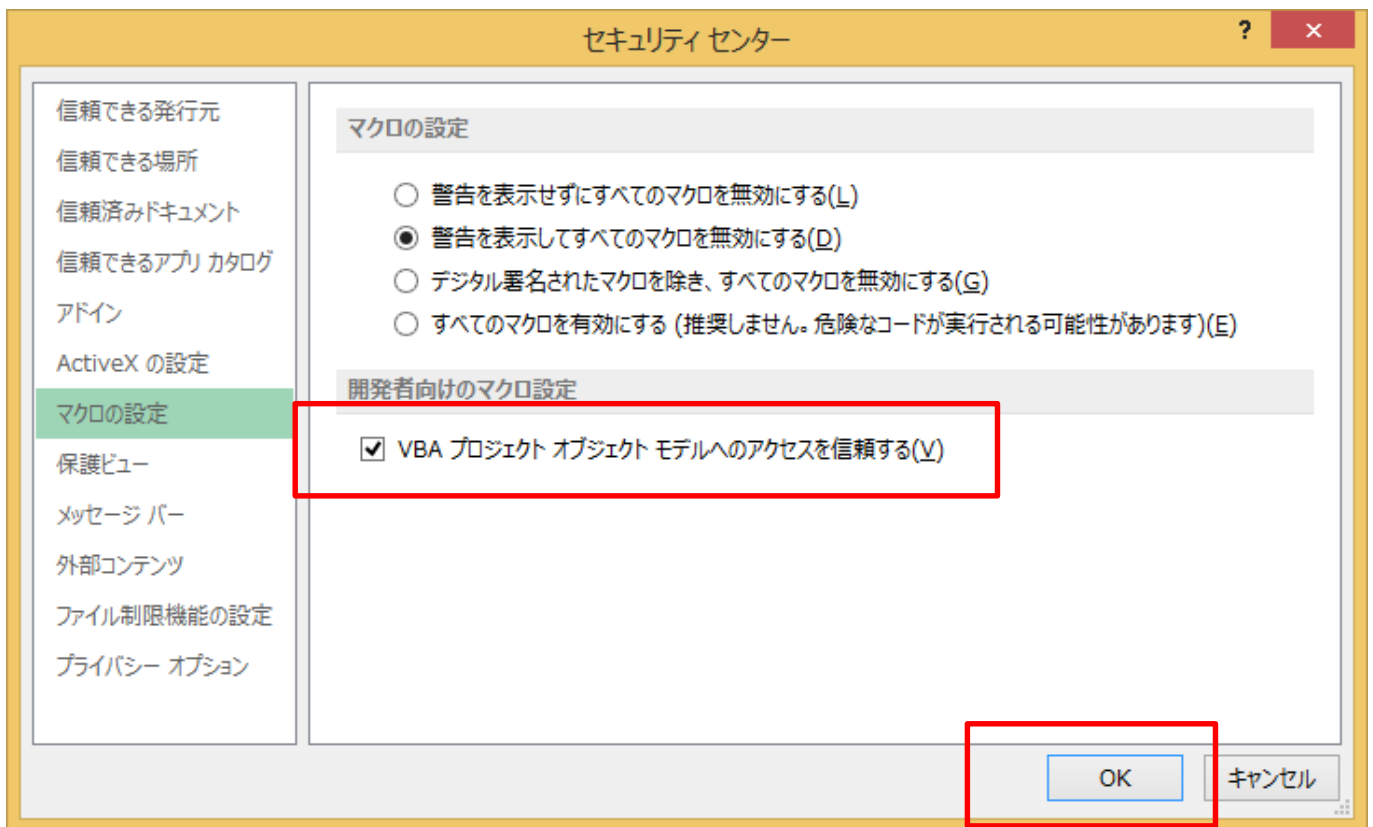 セキュリティ センター
?
×
信頼できる発行元
信頼できる場所
信頼済みドキュメント
信頼できるアプリ カタログ
アドイン
ActiveX の設定
マクロの設定
保護ビュー
メッセージ バー
外部コンテンツ
ファイル制限機能の設定
プライバシー オプション
マクロの設定
警告を表示せずにすべてのマクロを無効にする(L)
警告を表示してすべてのマクロを無効にする(D)
デジタル署名されたマクロを除き、すべてのマクロを無効にする(G)
すべてのマクロを有効にする (推奨しません。危険なコードが実行される可能性があります)(E)
開発者向けのマクロ設定
VBA プロジェクト オブジェクト モデルへのアクセスを信頼する(V)
OK
キャンセル